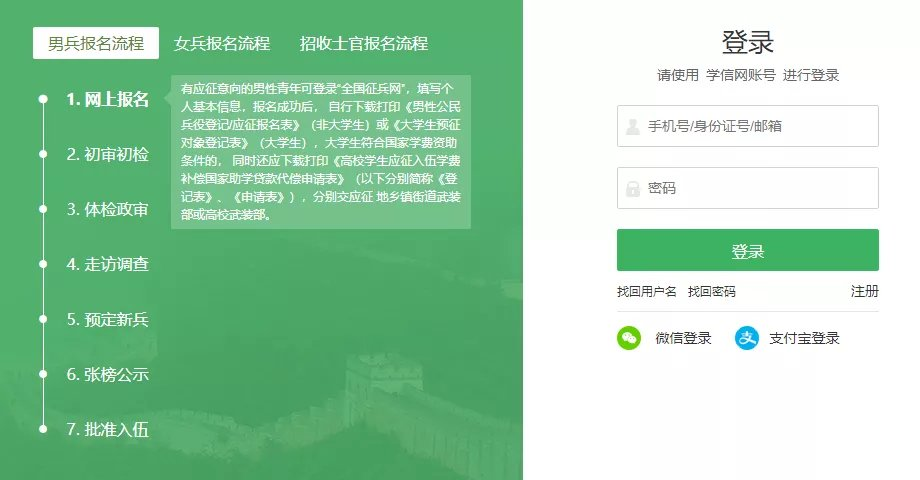 男兵报名流程 女兵报名流程 招收士官报名流程
1. 网上报名
有应征意向的男性青年可登录“全国征兵网”，填写个
人基本信息，报名成功后， 自行下载打印《男性公民
兵役登记/应征报名表》（非大学生）或《大学生预征
对象登记表》（大学生），大学生符合国家学费资助
条件的， 同时还应下载打印《高校学生应征入伍学费
补偿国家助学贷款代偿申请表》（以下分别简称《登
记表》、《申请表》），分别交应征 地乡镇街道武装
部或高校武装部。
2. 初审初检
3. 体检政审
4. 走访调查
5. 预定新兵
6. 张榜公示
7. 批准入伍
登录
请使用 学信网账号 进行登录
手机号/身份证号/邮箱
密码
登录
找回用户名 找回密码 注册
微信登录 支付宝登录